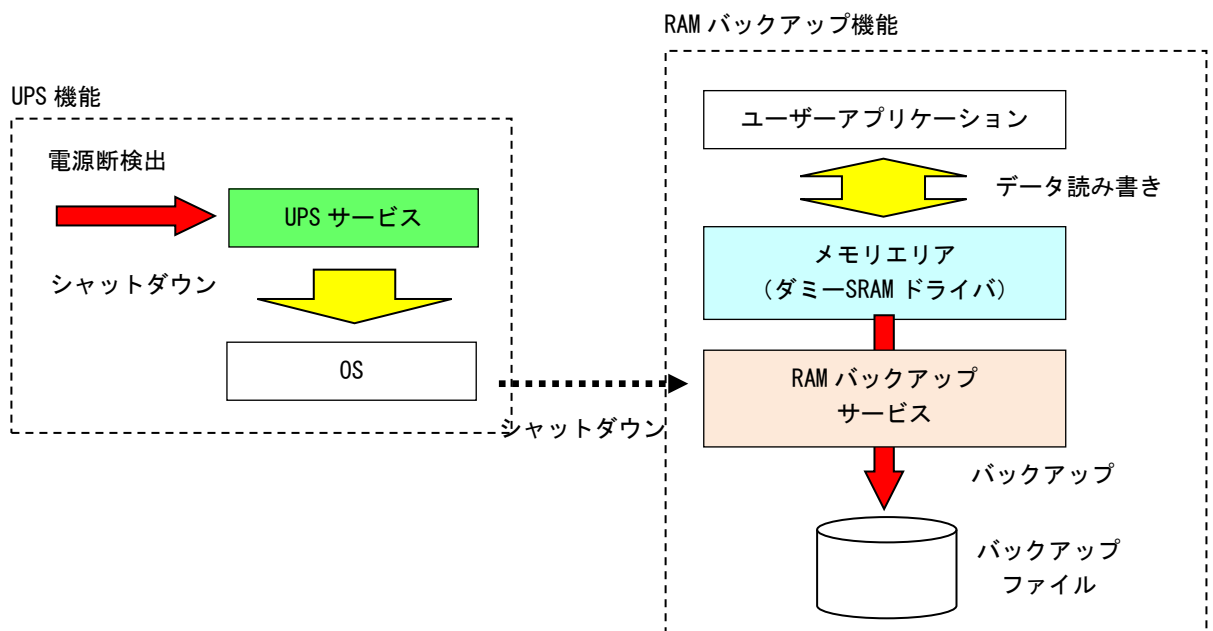 RAM バックアップ機能
UPS 機能
電源断検出
UPS サービス
シャットダウン
OS
シャットダウン
ユーザーアプリケーション
データ読み書き
メモリエリア
（ダミーSRAM ドライバ）
RAM バックアップ
サービス
バックアップ
バックアップ
ファイル